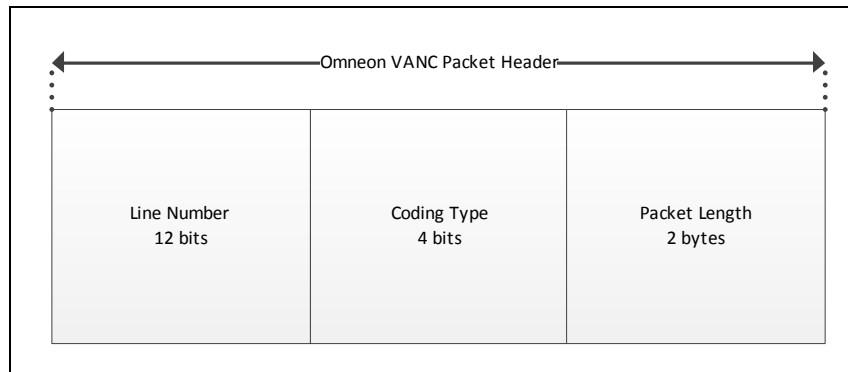 Omneon VANC Packet Header
Line Number
12 bits
Coding Type
4 bits
Packet Length
2 bytes